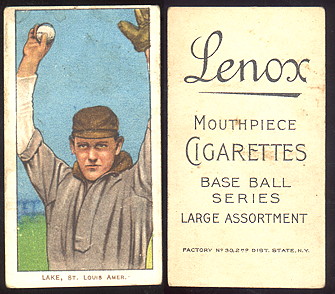 LAKE, ST. LOUIS AMER.
Lenox
MOUTHPIECE
CIGARETTES
BASE BALL
SERIES
LARGE ASSORTMENT
FACTORY Nº 30, 2ND DIST. STATE, N.Y.